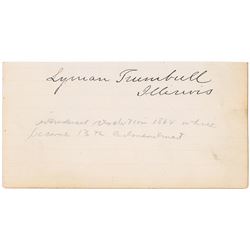 Lyman Trumbull
Illinois
introduced resolution 1864 which
became 13th Amendment